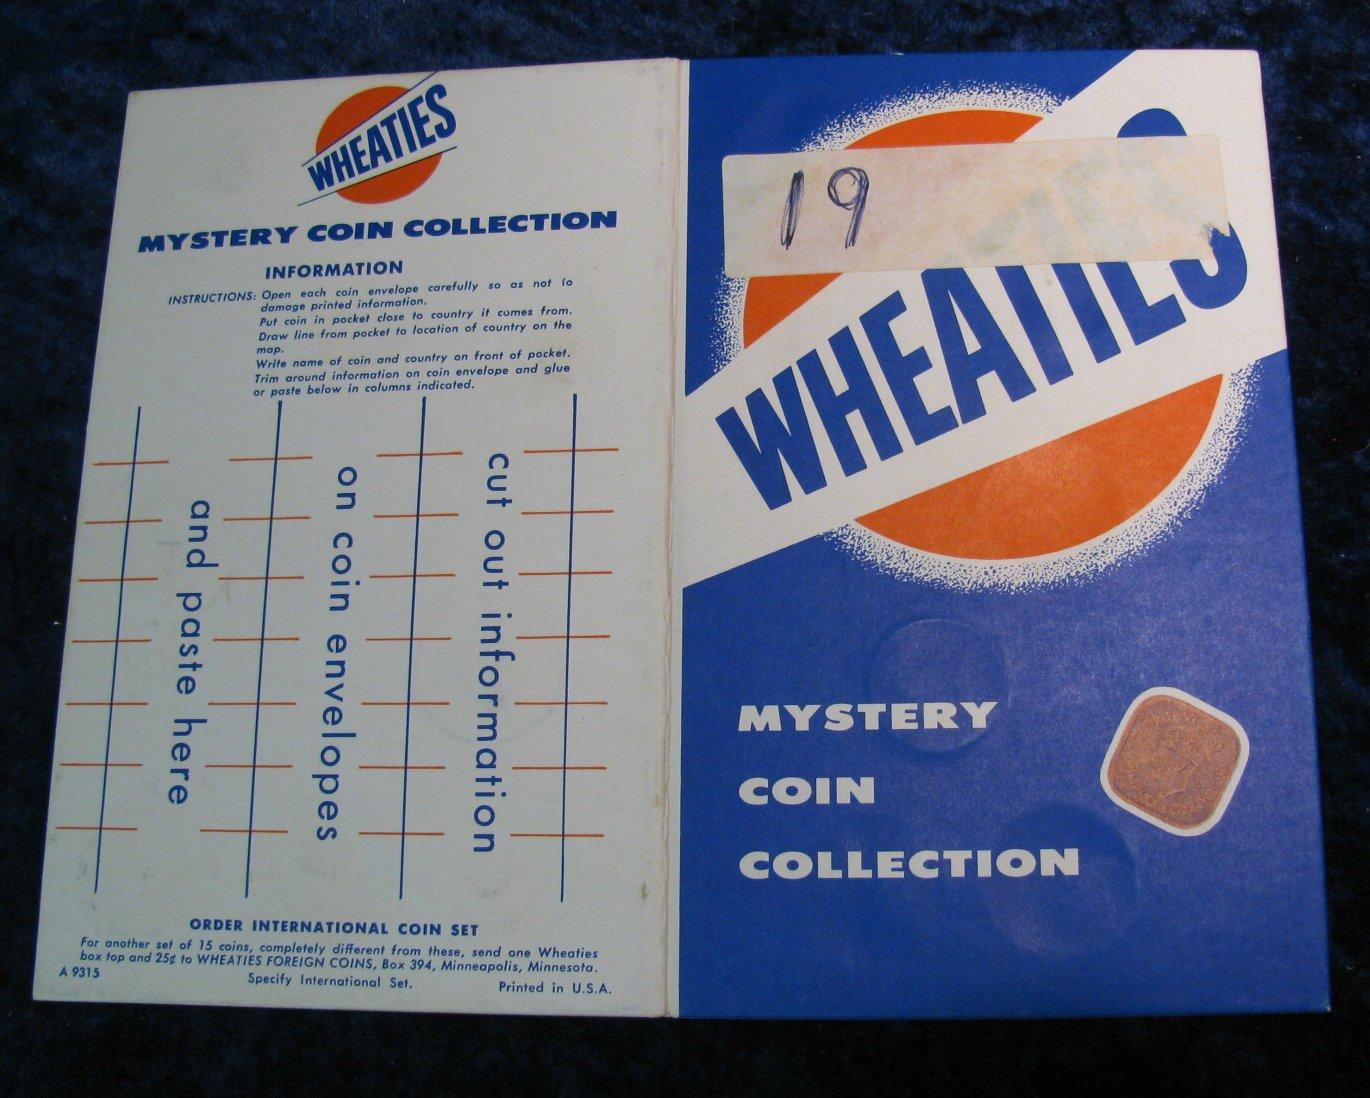 WHEATIES
MYSTERY COIN COLLECTION
INFORMATION
INSTRUCTIONS: Open each coin envelope carefully so as not to
damage printed information.
Put coin in pocket close to country it comes from.
Draw line from pocket to location of country on the
map.
Write name of coin and country on front of pocket.
Trim around information on coin envelope and glue
or paste below in columns indicated.
cut out information
on coin envelopes
and paste here
ORDER INTERNATIONAL COIN SET
For another set of 15 coins, completely different from these, send one Wheaties
box top and 25¢ to WHEATIES FOREIGN COINS, Box 394, Minneapolis, Minnesota.
A 9315
Specify International Set.
Printed in U.S.A.
19
WHEATIES
MYSTERY
COIN
COLLECTION